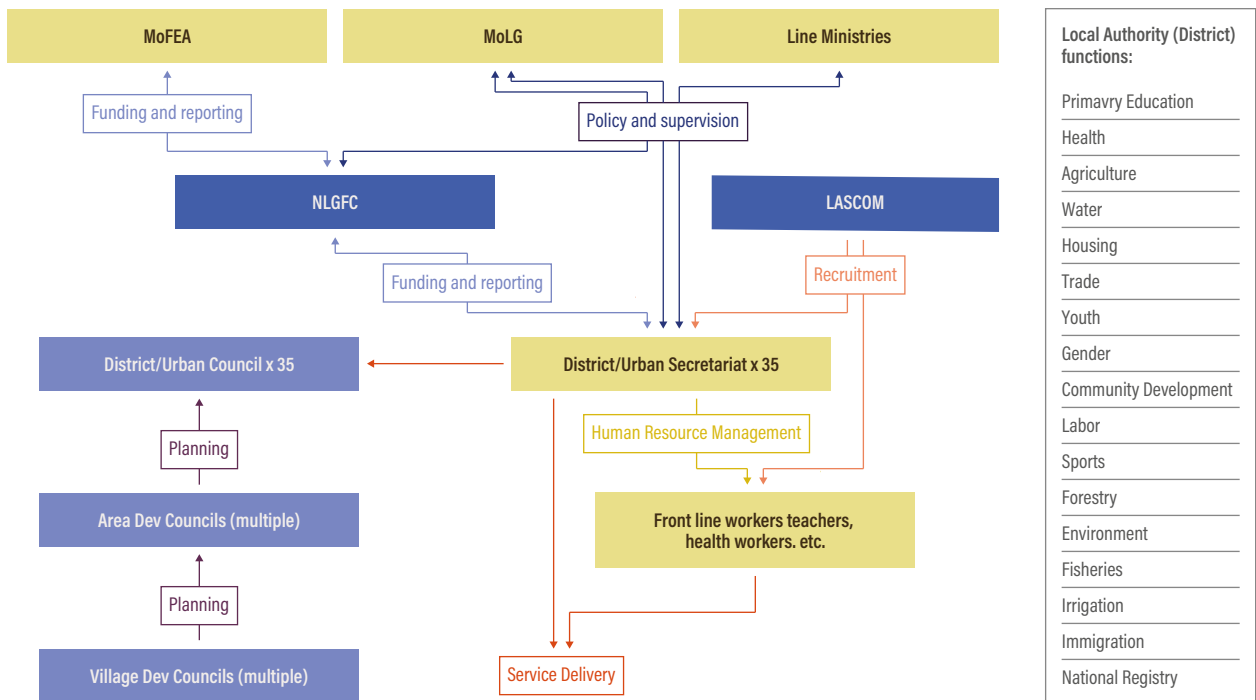 MoFEA
MoLG
Line Ministries
Funding and reporting
Policy and supervision
NLGFC
LASCOM
Funding and reporting
Recruitment
District/Urban Council x 35
District/Urban Secretariat x 35
Planning
Human Resource Management
Area Dev Councils (multiple)
Front line workers teachers,
health workers. etc.
Planning
Village Dev Councils (multiple)
Service Delivery
Local Authority (District)
functions:
Primavry Education
Health
Agriculture
Water
Housing
Trade
Youth
Gender
Community Development
Labor
Sports
Forestry
Environment
Fisheries
Irrigation
Immigration
National Registry